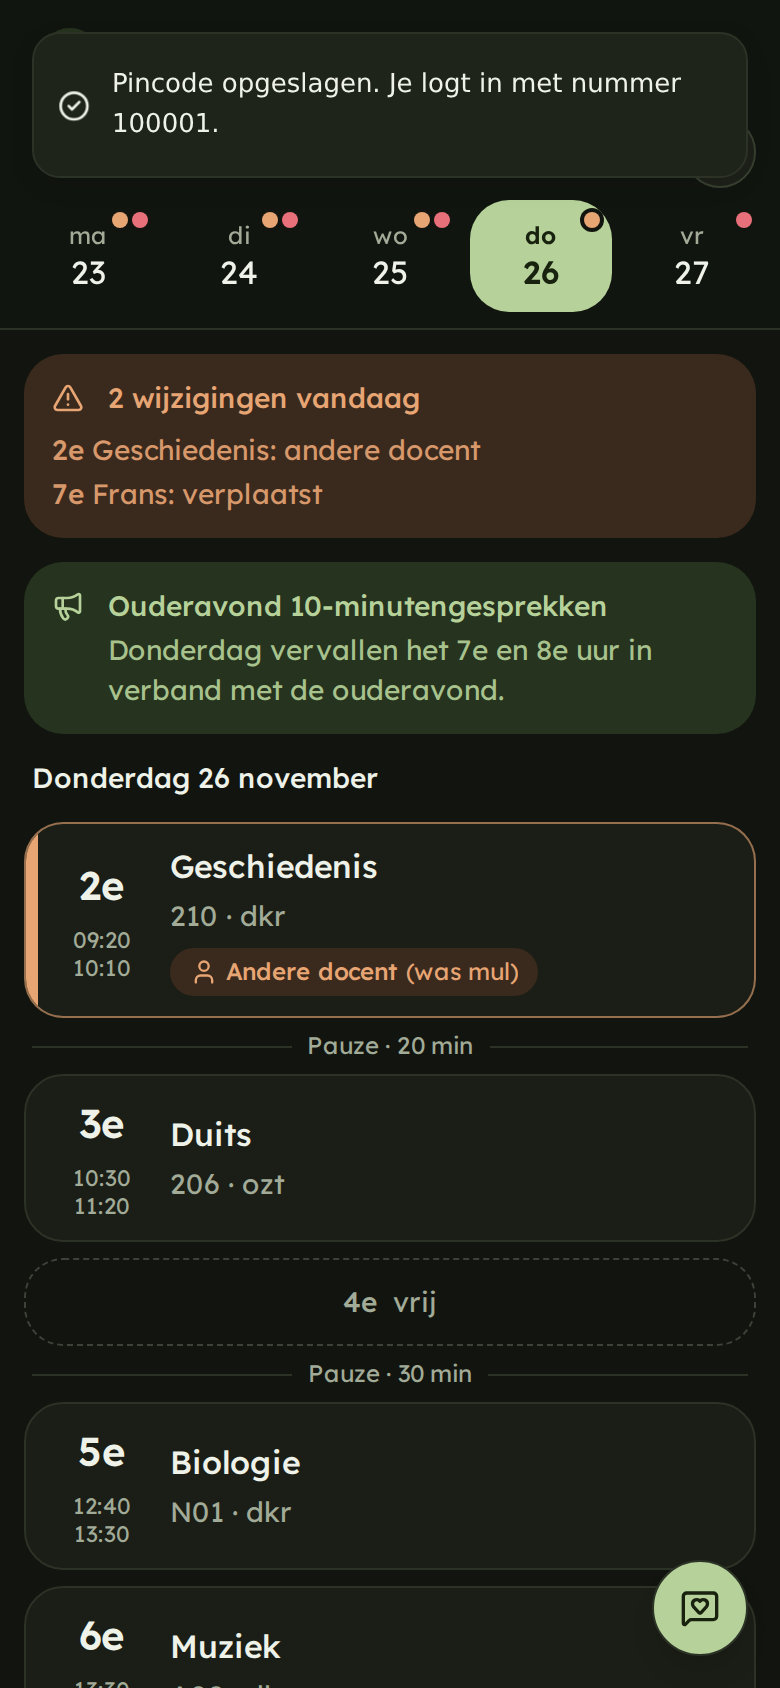 Pincode opgeslagen. Je logt in met nummer
100001.
ma di wo do vr
23 24 25 26 27
2 wijzigingen vandaag
2e Geschiedenis: andere docent
7e Frans: verplaatst
Ouderavond 10-minutengesprekken
Donderdag vervallen het 7e en 8e uur in
verband met de ouderavond.
Donderdag 26 november
2e
09:20
10:10
Geschiedenis
210 · dkr
Andere docent (was mul)
Pauze · 20 min
3e
10:30
11:20
Duits
206 · ozt
4e vrij
Pauze · 30 min
5e
12:40
13:30
Biologie
N01 · dkr
6e
Muziek